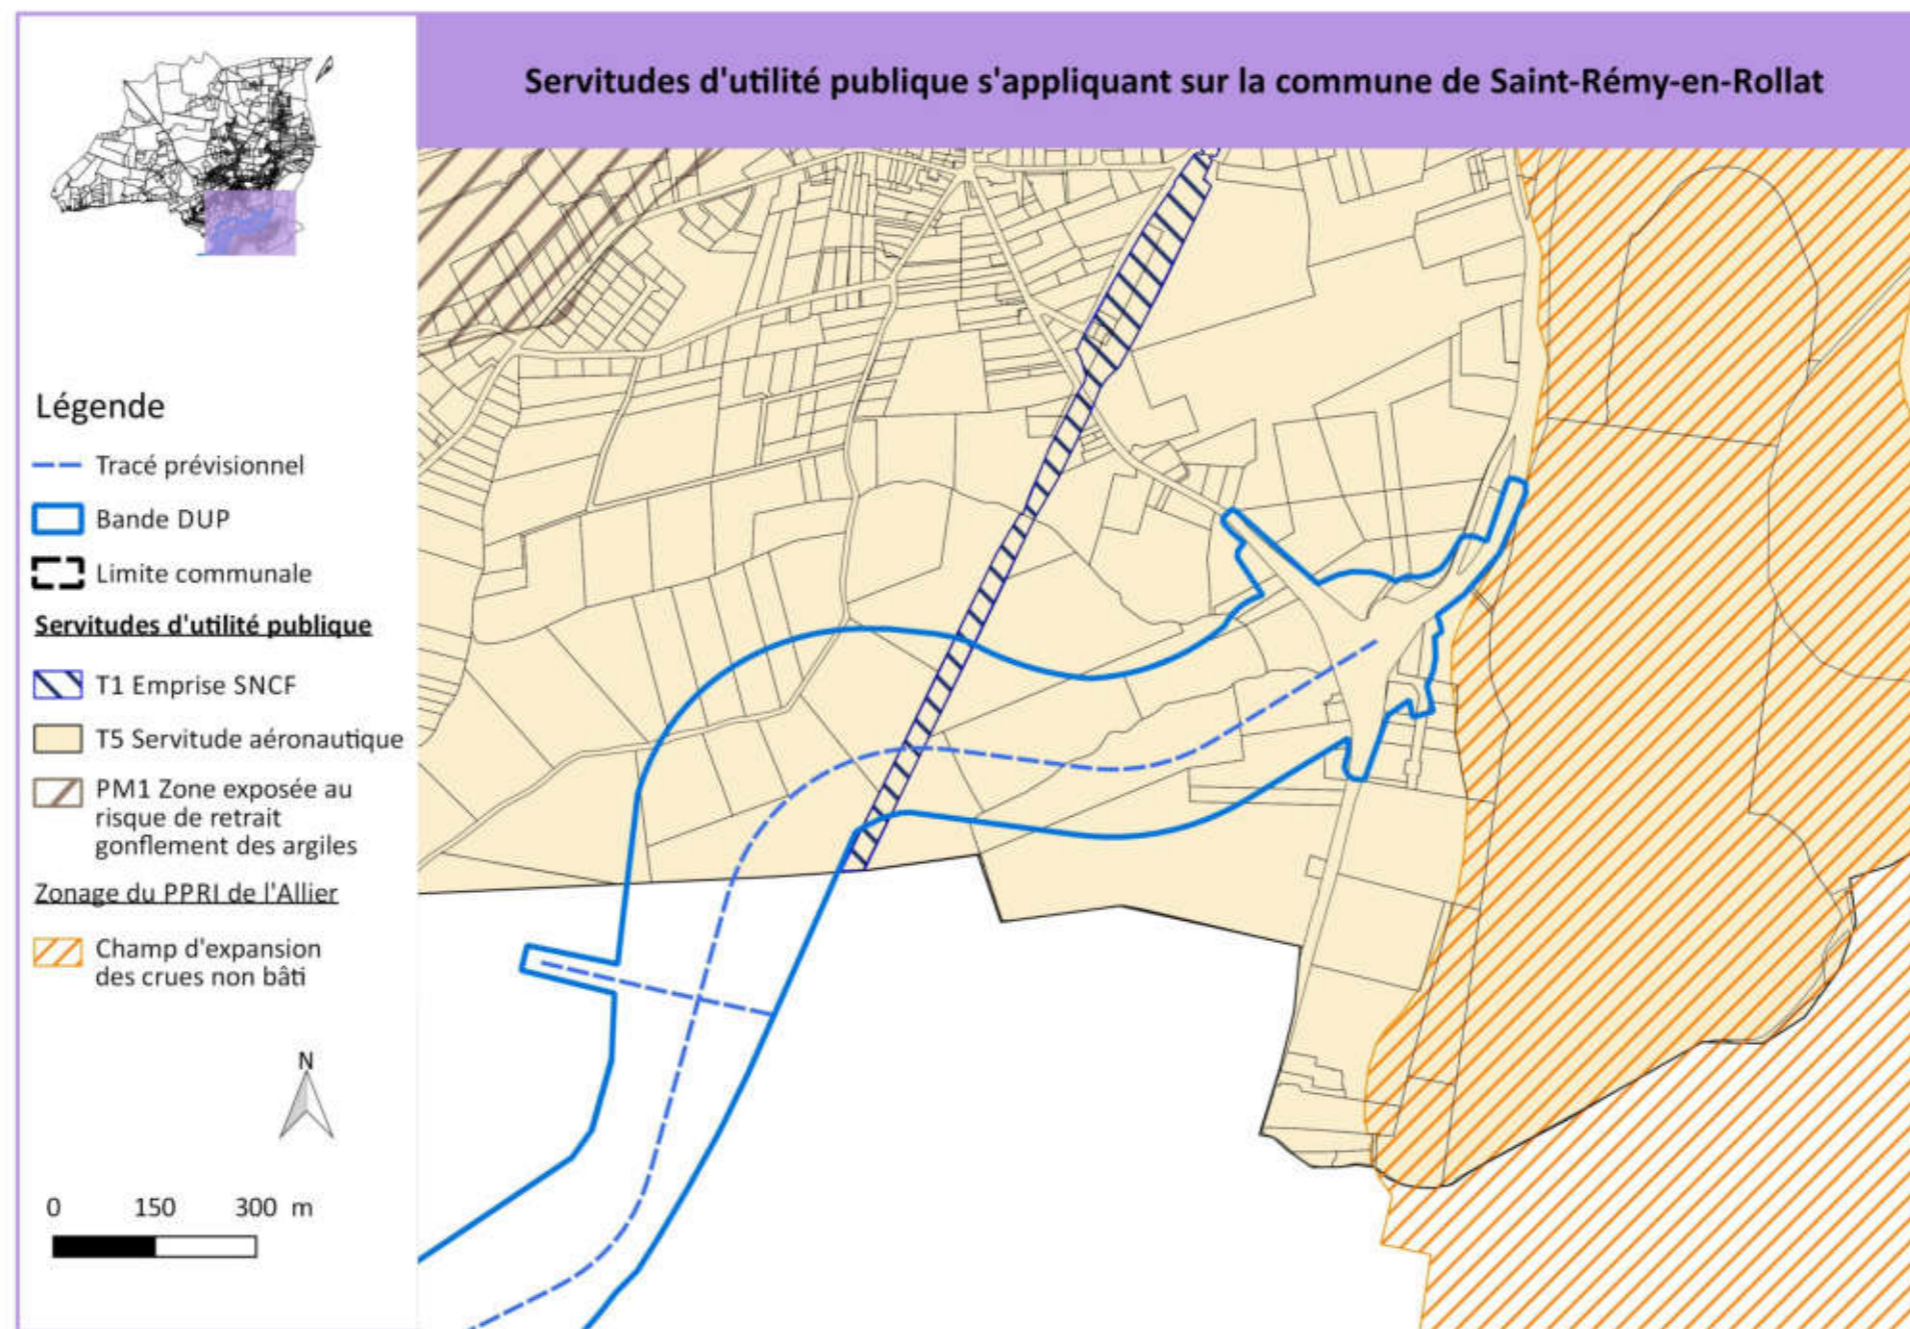 Servitudes d'utilité publique s'appliquant sur la commune de Saint-Rémy-en-Rollat
Légende
Tracé prévisionnel
Bande DUP
Limite communale
Servitudes d'utilité publique
T1 Emprise SNCF
T5 Servitude aéronautique
PM1 Zone exposée au
risque de retrait
gonflement des argiles
Zonage du PPRI de l'Allier
Champ d'expansion
des crues non bâti
N
0 150 300 m